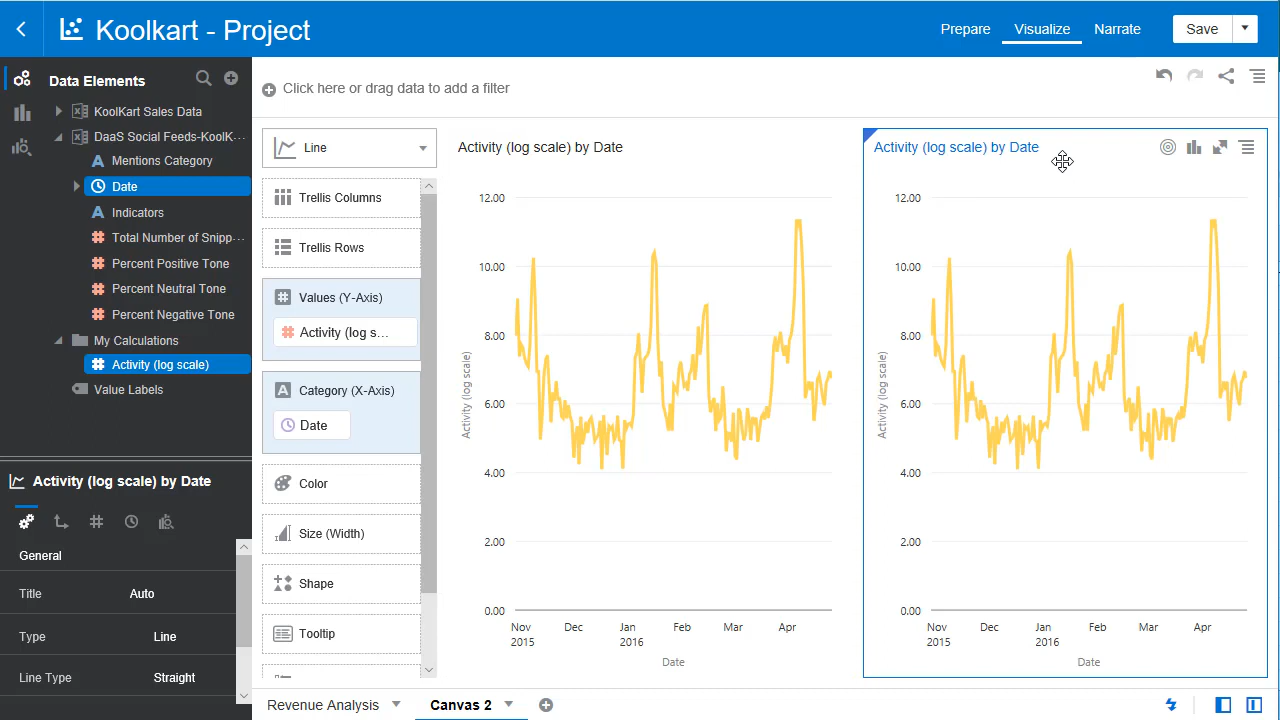 Koolkart - Project
Prepare
Visualize
Narrate
Save
Data Elements
KoolKart Sales Data
DaaS Social Feeds-KoolK...
Mentions Category
Date
Indicators
Total Number of Snipp...
Percent Positive Tone
Percent Neutral Tone
Percent Negative Tone
My Calculations
Activity (log scale)
Value Labels
Activity (log scale) by Date
General
Title Auto
Type Line
Line Type Straight
Click here or drag data to add a filter
Line
Trellis Columns
Trellis Rows
Values (Y-Axis)
Activity (log s...
Category (X-Axis)
Date
Color
Size (Width)
Shape
Tooltip
Activity (log scale) by Date
12.00
10.00
8.00
6.00
4.00
2.00
0.00
Activity (log scale)
Nov Dec Jan Feb Mar Apr
2015 2016
Date
Activity (log scale) by Date
12.00
10.00
8.00
6.00
4.00
2.00
0.00
Activity (log scale)
Nov Dec Jan Feb Mar Apr
2015 2016
Date
Revenue Analysis
Canvas 2